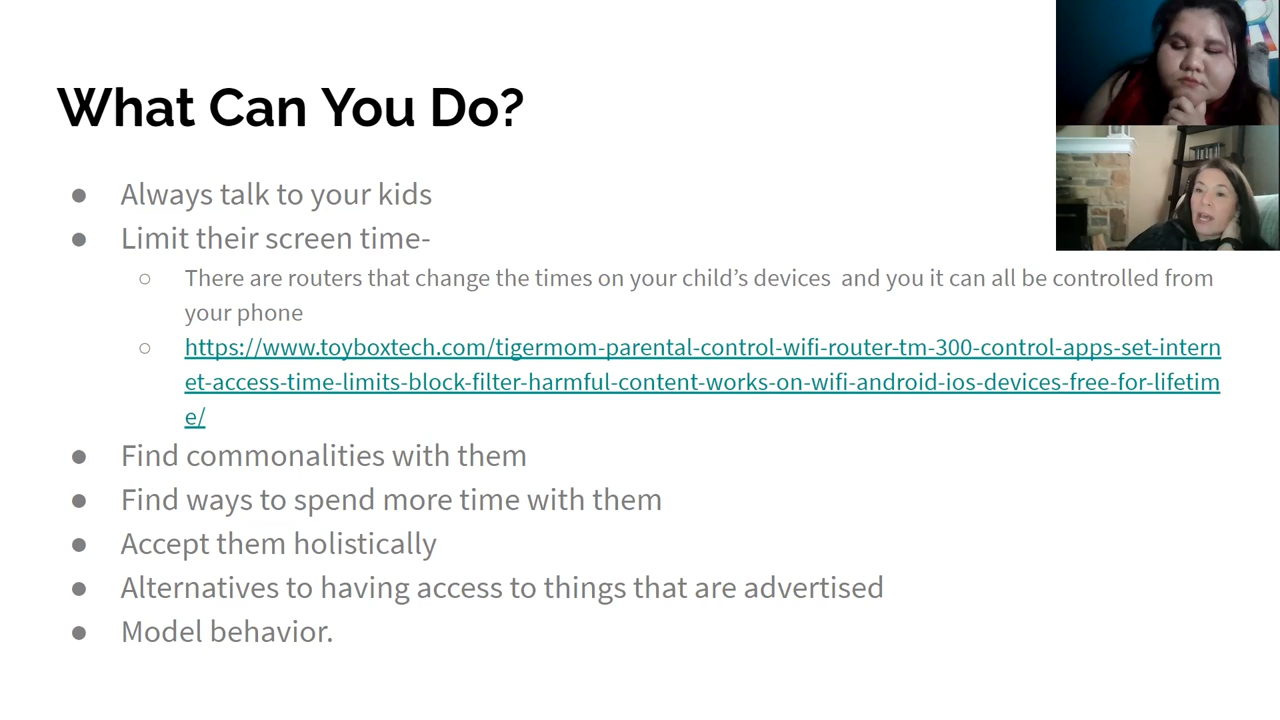 What Can You Do?
● Always talk to your kids
● Limit their screen time-
○ There are routers that change the times on your child's devices  and you it can all be controlled from
your phone
○ https://www.toyboxtech.com/tigermom-parental-control-wifi-router-tm-300-control-apps-set-intern
et-access-time-limits-block-filter-harmful-content-works-on-wifi-android-ios-devices-free-for-lifetim
e/
● Find commonalities with them
● Find ways to spend more time with them
● Accept them holistically
● Alternatives to having access to things that are advertised
● Model behavior.